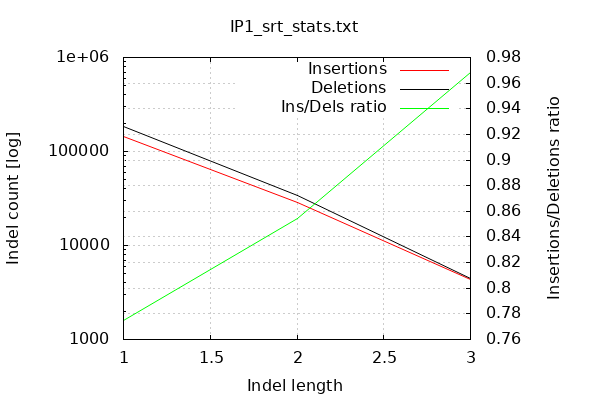 IP1_srt_stats.txt
Insertions
Deletions
Ins/Dels ratio
1e+06
100000
10000
1000
Indel count [log]
0.98
0.96
0.94
0.92
0.9
0.88
0.86
0.84
0.82
0.8
0.78
0.76
Insertions/Deletions ratio
1 1.5 2 2.5 3
Indel length